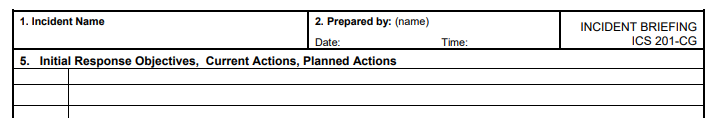 1. Incident Name
2. Prepared by: (name)
Date: Time:
INCIDENT BRIEFING
ICS 201-CG
5. Initial Response Objectives, Current Actions, Planned Actions